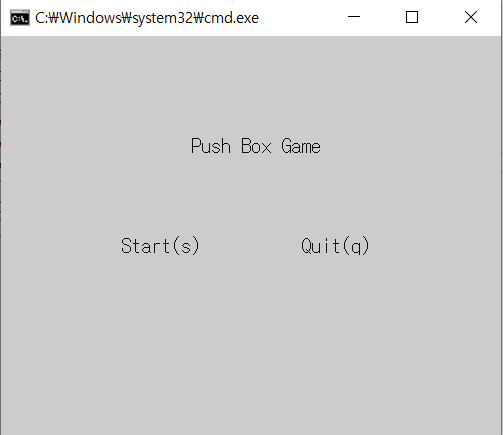 C:₩Windows₩system32₩cmd.exe
Push Box Game
Start(s) Quit(q)